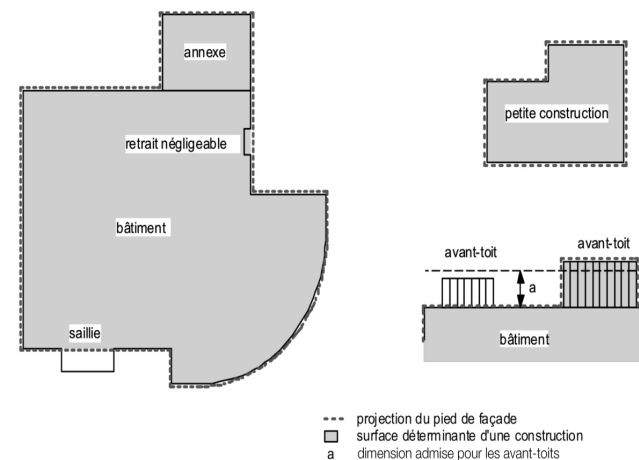 annexe
retrait négligeable
bâtiment
saillie
petite construction
avant-toit
avant-toit
a
bâtiment
projection du pied de façade
surface déterminante d'une construction
a dimension admise pour les avant-toits